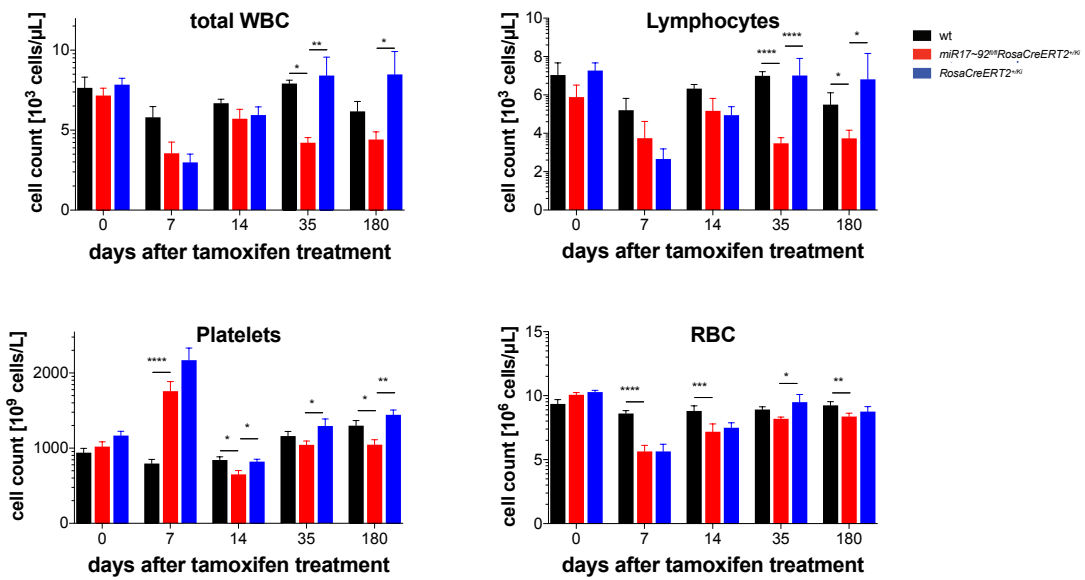 total WBC
cell count [10³ cells/µL]
10
5
0
** *
*
0 7 14 35 180
days after tamoxifen treatment
Lymphocytes
cell count [10³ cells/µL]
10
8
6
4
2
0
**** ****
*
*
0 7 14 35 180
days after tamoxifen treatment
wt
miR17~92fl/flRosaCreERT2+/Ki
RosaCreERT2+/Ki
Platelets
cell count [10⁹ cells/L]
2000
1000
0
****
* *
*
* **
0 7 14 35 180
days after tamoxifen treatment
RBC
cell count [10⁶ cells/µL]
15
10
5
0
**** *** * **
0 7 14 35 180
days after tamoxifen treatment